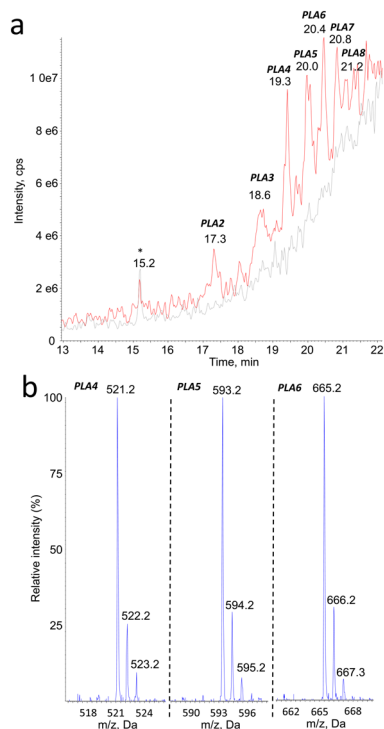 a
PLA6
20.4
PLA7
20.8
PLA5
20.0
PLA8
21.2
PLA4
19.3
PLA3
18.6
PLA2
17.3
*
15.2
Intensity, cps
10e7
8 e6
6 e6
4 e6
2 e6
0
13 14 15 16 17 18 19 20 21 22
Time, min
b
PLA4 521.2 PLA5 593.2 PLA6 665.2
Relative intensity (%)
100
75
50
25
522.2
523.2
594.2
595.2
666.2
667.3
518 521 524 590 593 596 662 665 668
m/z, Da m/z, Da m/z, Da